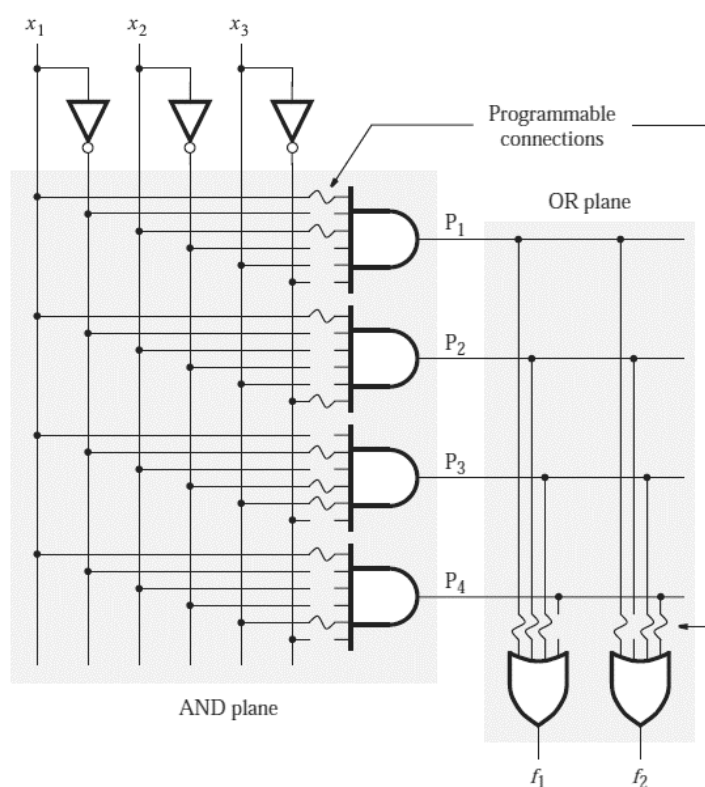 x1 x2 x3
Programmable
connections
OR plane
P1
P2
P3
P4
AND plane
f1 f2